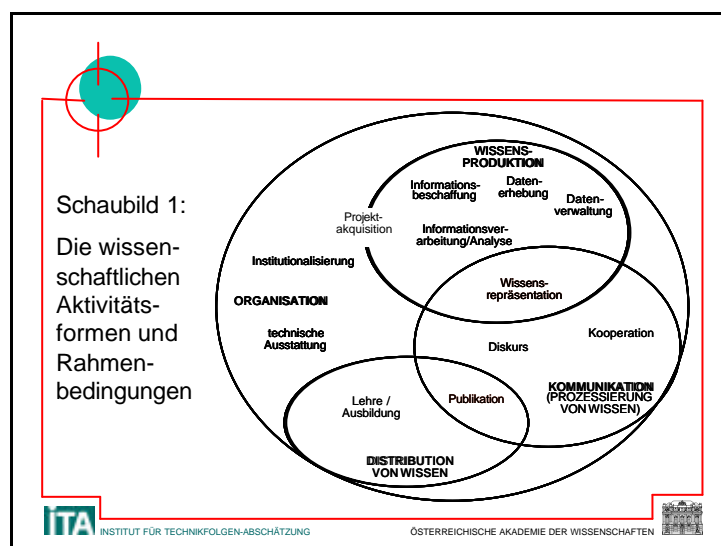 Schaubild 1:
Die wissen-
schaftlichen
Aktivitäts-
formen und
Rahmen-
bedingungen
WISSENS-
PRODUKTION
Informations-
beschaffung
Daten-
erhebung
Daten-
verwaltung
Projekt-
akquisition
Informationsver-
arbeitung/Analyse
Institutionalisierung
Wissens-
repräsentation
ORGANISATION
technische
Ausstattung
Diskurs
Kooperation
KOMMUNIKATION
(PROZESSIERUNG
VON WISSEN)
Lehre /
Ausbildung
Publikation
DISTRIBUTION
VON WISSEN
ITA INSTITUT FÜR TECHNIKFOLGEN-ABSCHÄTZUNG
ÖSTERREICHISCHE AKADEMIE DER WISSENSCHAFTEN